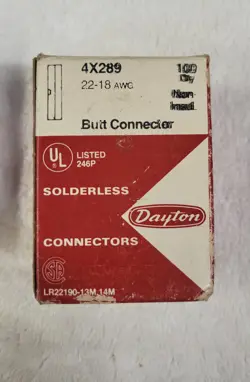 4X289 100
22-18 AWG Qty
Non-
Butt Connector Insul.
UL LISTED
246P
SOLDERLESS
Dayton
CONNECTORS
SA
LR22190-13M, 14M